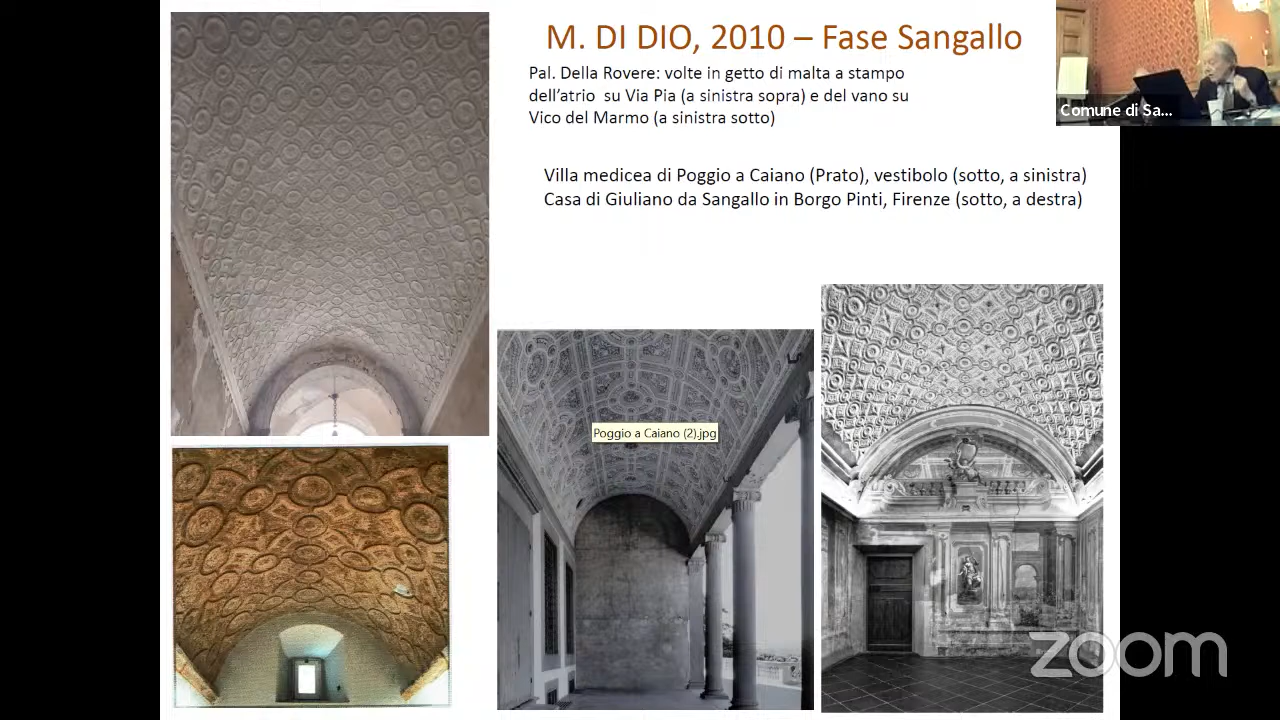 M. DI DIO, 2010 – Fase Sangallo
Pal. Della Rovere: volte in getto di malta a stampo
dell’atrio su Via Pia (a sinistra sopra) e del vano su
Vico del Marmo (a sinistra sotto)
Comune di Sa...
Villa medicea di Poggio a Caiano (Prato), vestibolo (sotto, a sinistra)
Casa di Giuliano da Sangallo in Borgo Pinti, Firenze (sotto, a destra)
Poggio a Caiano (2).jpg
zoom